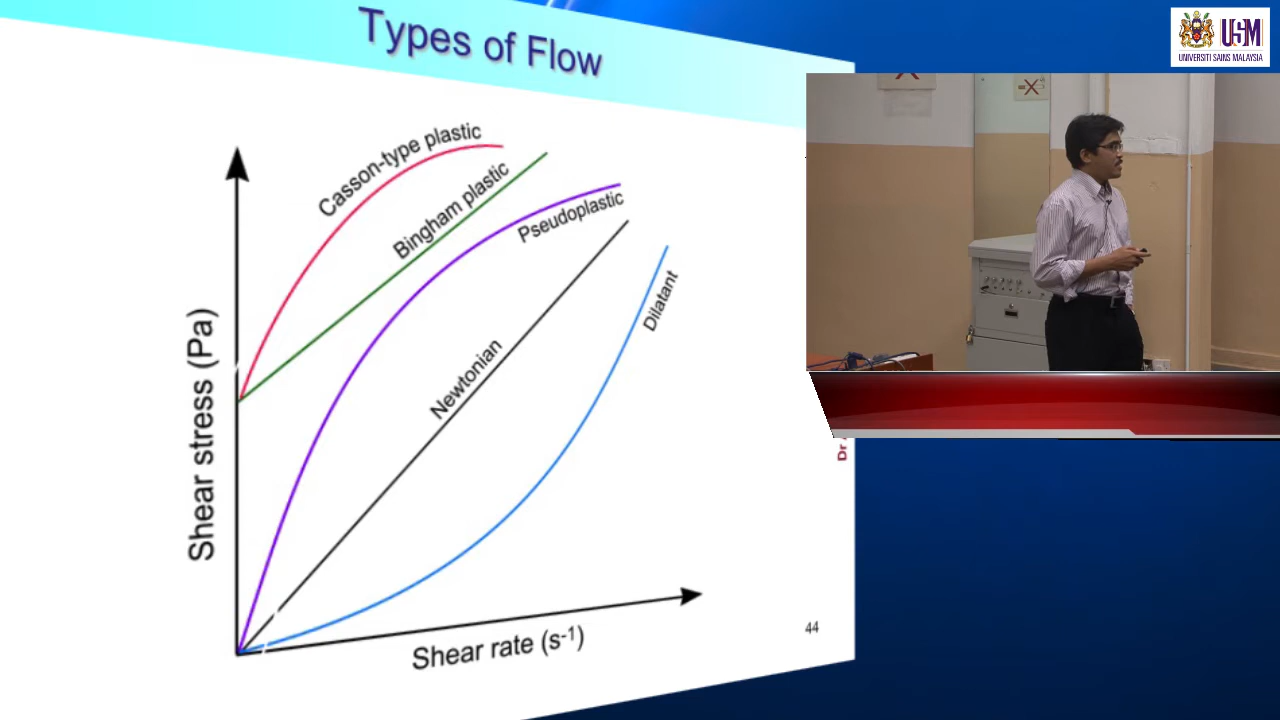 Types of Flow
USM
UNIVERSITI SAINS MALAYSIA
Casson-type plastic
Bingham plastic
Pseudoplastic
Newtonian
Dilatant
Shear stress (Pa)
Shear rate (s-1)
44
Dr